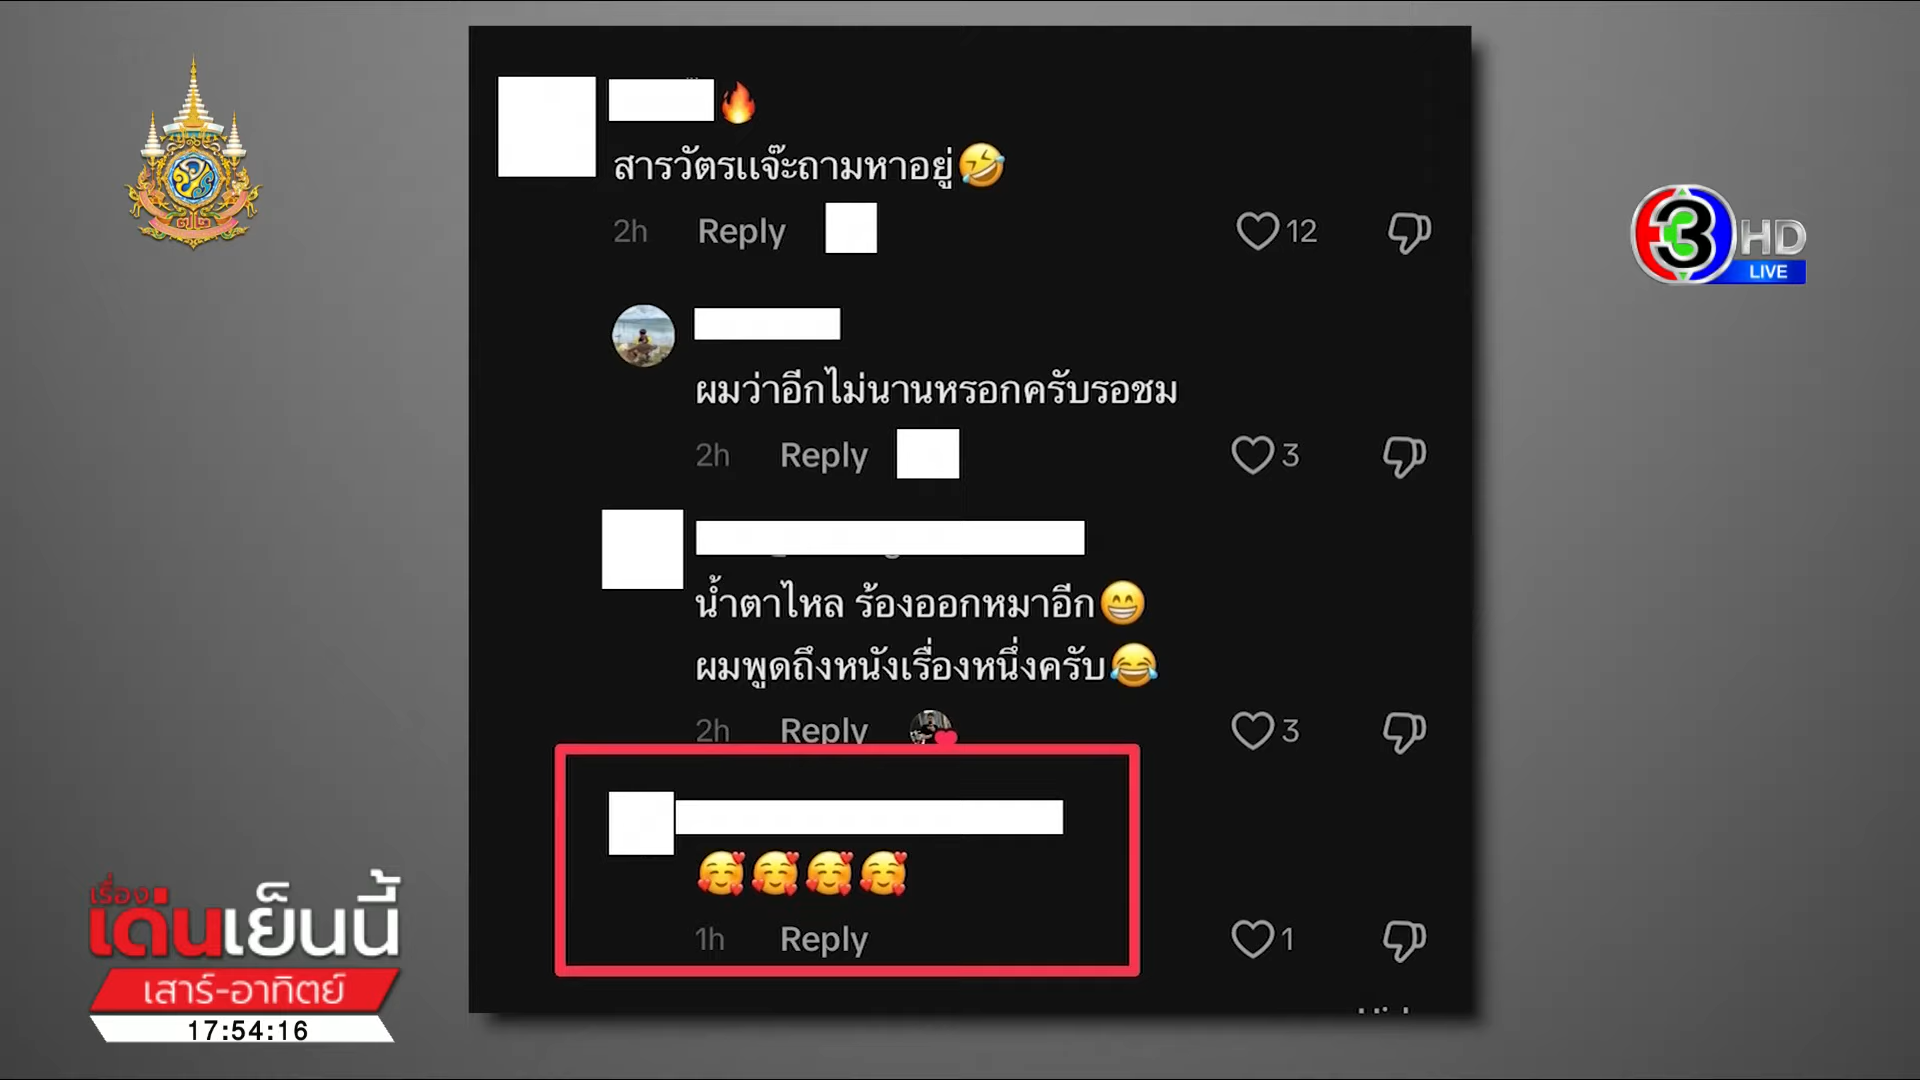 สารวัตรแจ๊ะถามหาอยู่🤣
2h Reply 12
ผมว่าอีกไม่นานหรอกครับรอชม
2h Reply 3
น้ำตาไหล ร้องออกหมาอีก😁
ผมพูดถึงหนังเรื่องหนึ่งครับ😂
2h Reply 3
🥰🥰🥰🥰
1h Reply 1
3 HD
LIVE
เรื่อง
เด่นเย็นนี้
เสาร์-อาทิตย์
17:54:16